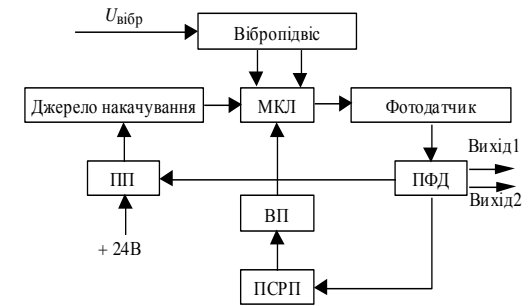 Uвібр
Вібропідвіс
Джерело накачування
МКЛ
Фотодатчик
Вихід1
ПП
ПФД
Вихід2
ВП
+ 24В
ПСРП